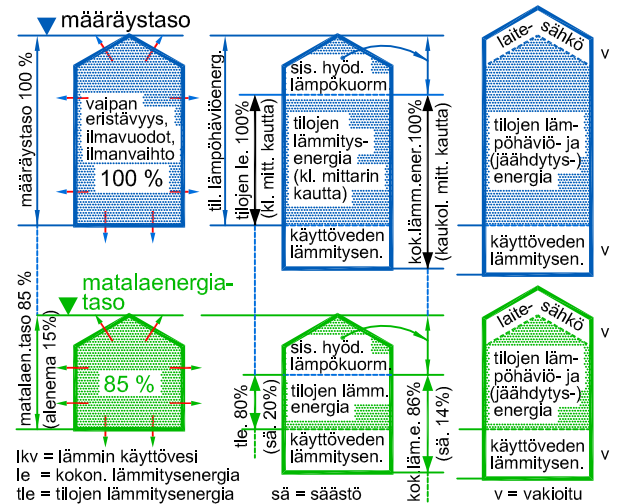 määräystaso
määräystaso 100 %
vaipan
eristävyys,
ilmavuodot,
ilmanvaihto
100 %
til. lämpöhäviöenerg.
tilojen le. 100%
(kl. mitt. kautta)
sis. hyöd.
lämpökuorm.
tilojen
lämmitys-
energia
(kl. mittarin
kautta)
käyttöveden
lämmitysen.
kok.lämm.ener.100%
(kaukol. mitt. kautta)
laite- sähkö
v
tilojen läm-
pöhäviö- ja
(jäähdytys-)
energia
käyttöveden
lämmitysen.
v
matalaenergia-
taso
matalaen.taso 85 %
(alenema 15%)
85 %
tle. 80%
(sä. 20%)
sis. hyöd.
lämpökuorm.
tilojen lämm.
energia
käyttöveden
lämmitysen.
kok.läm.e. 86%
(sä. 14%)
laite- sähkö
v
tilojen läm-
pöhäviö- ja
(jäähdytys-)
energia
käyttöveden
lämmitysen.
v
lkv = lämmin käyttövesi
le = kokon. lämmitysenergia
tle = tilojen lämmitysenergia
sä = säästö
v = vakioitu